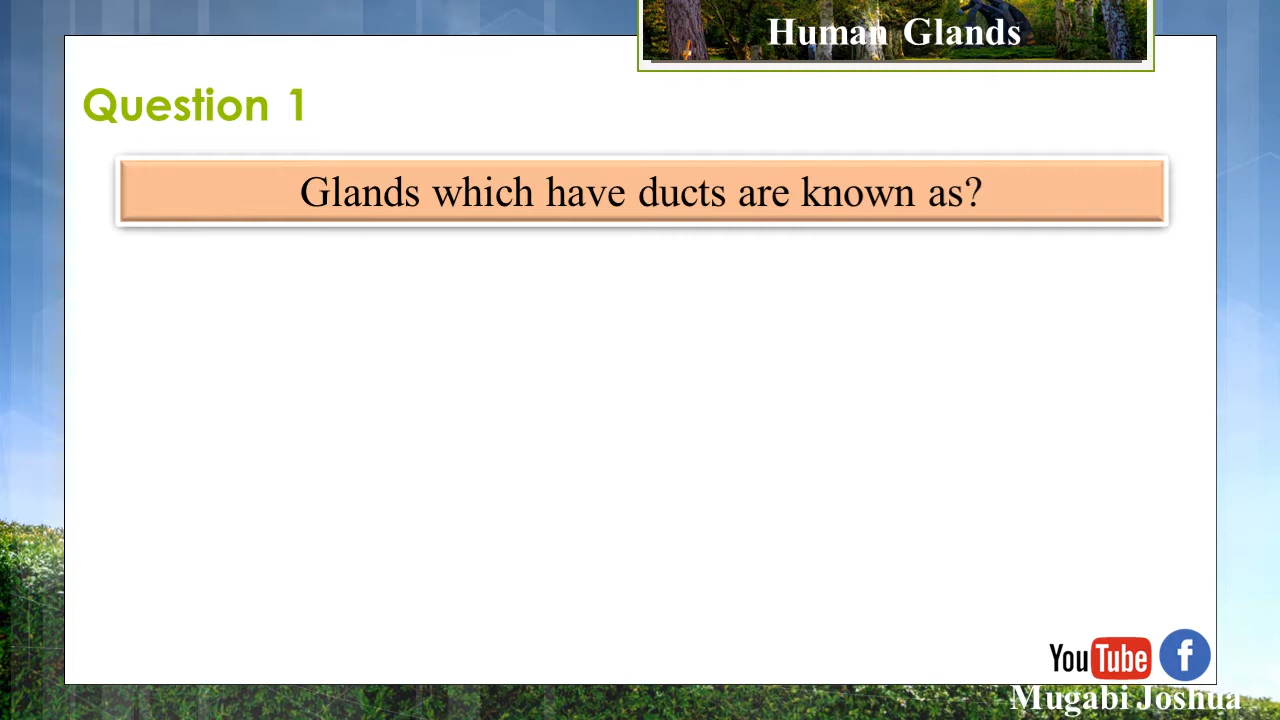 Human Glands
Question 1
Glands which have ducts are known as?
YouTube f
Mugabi Joshua